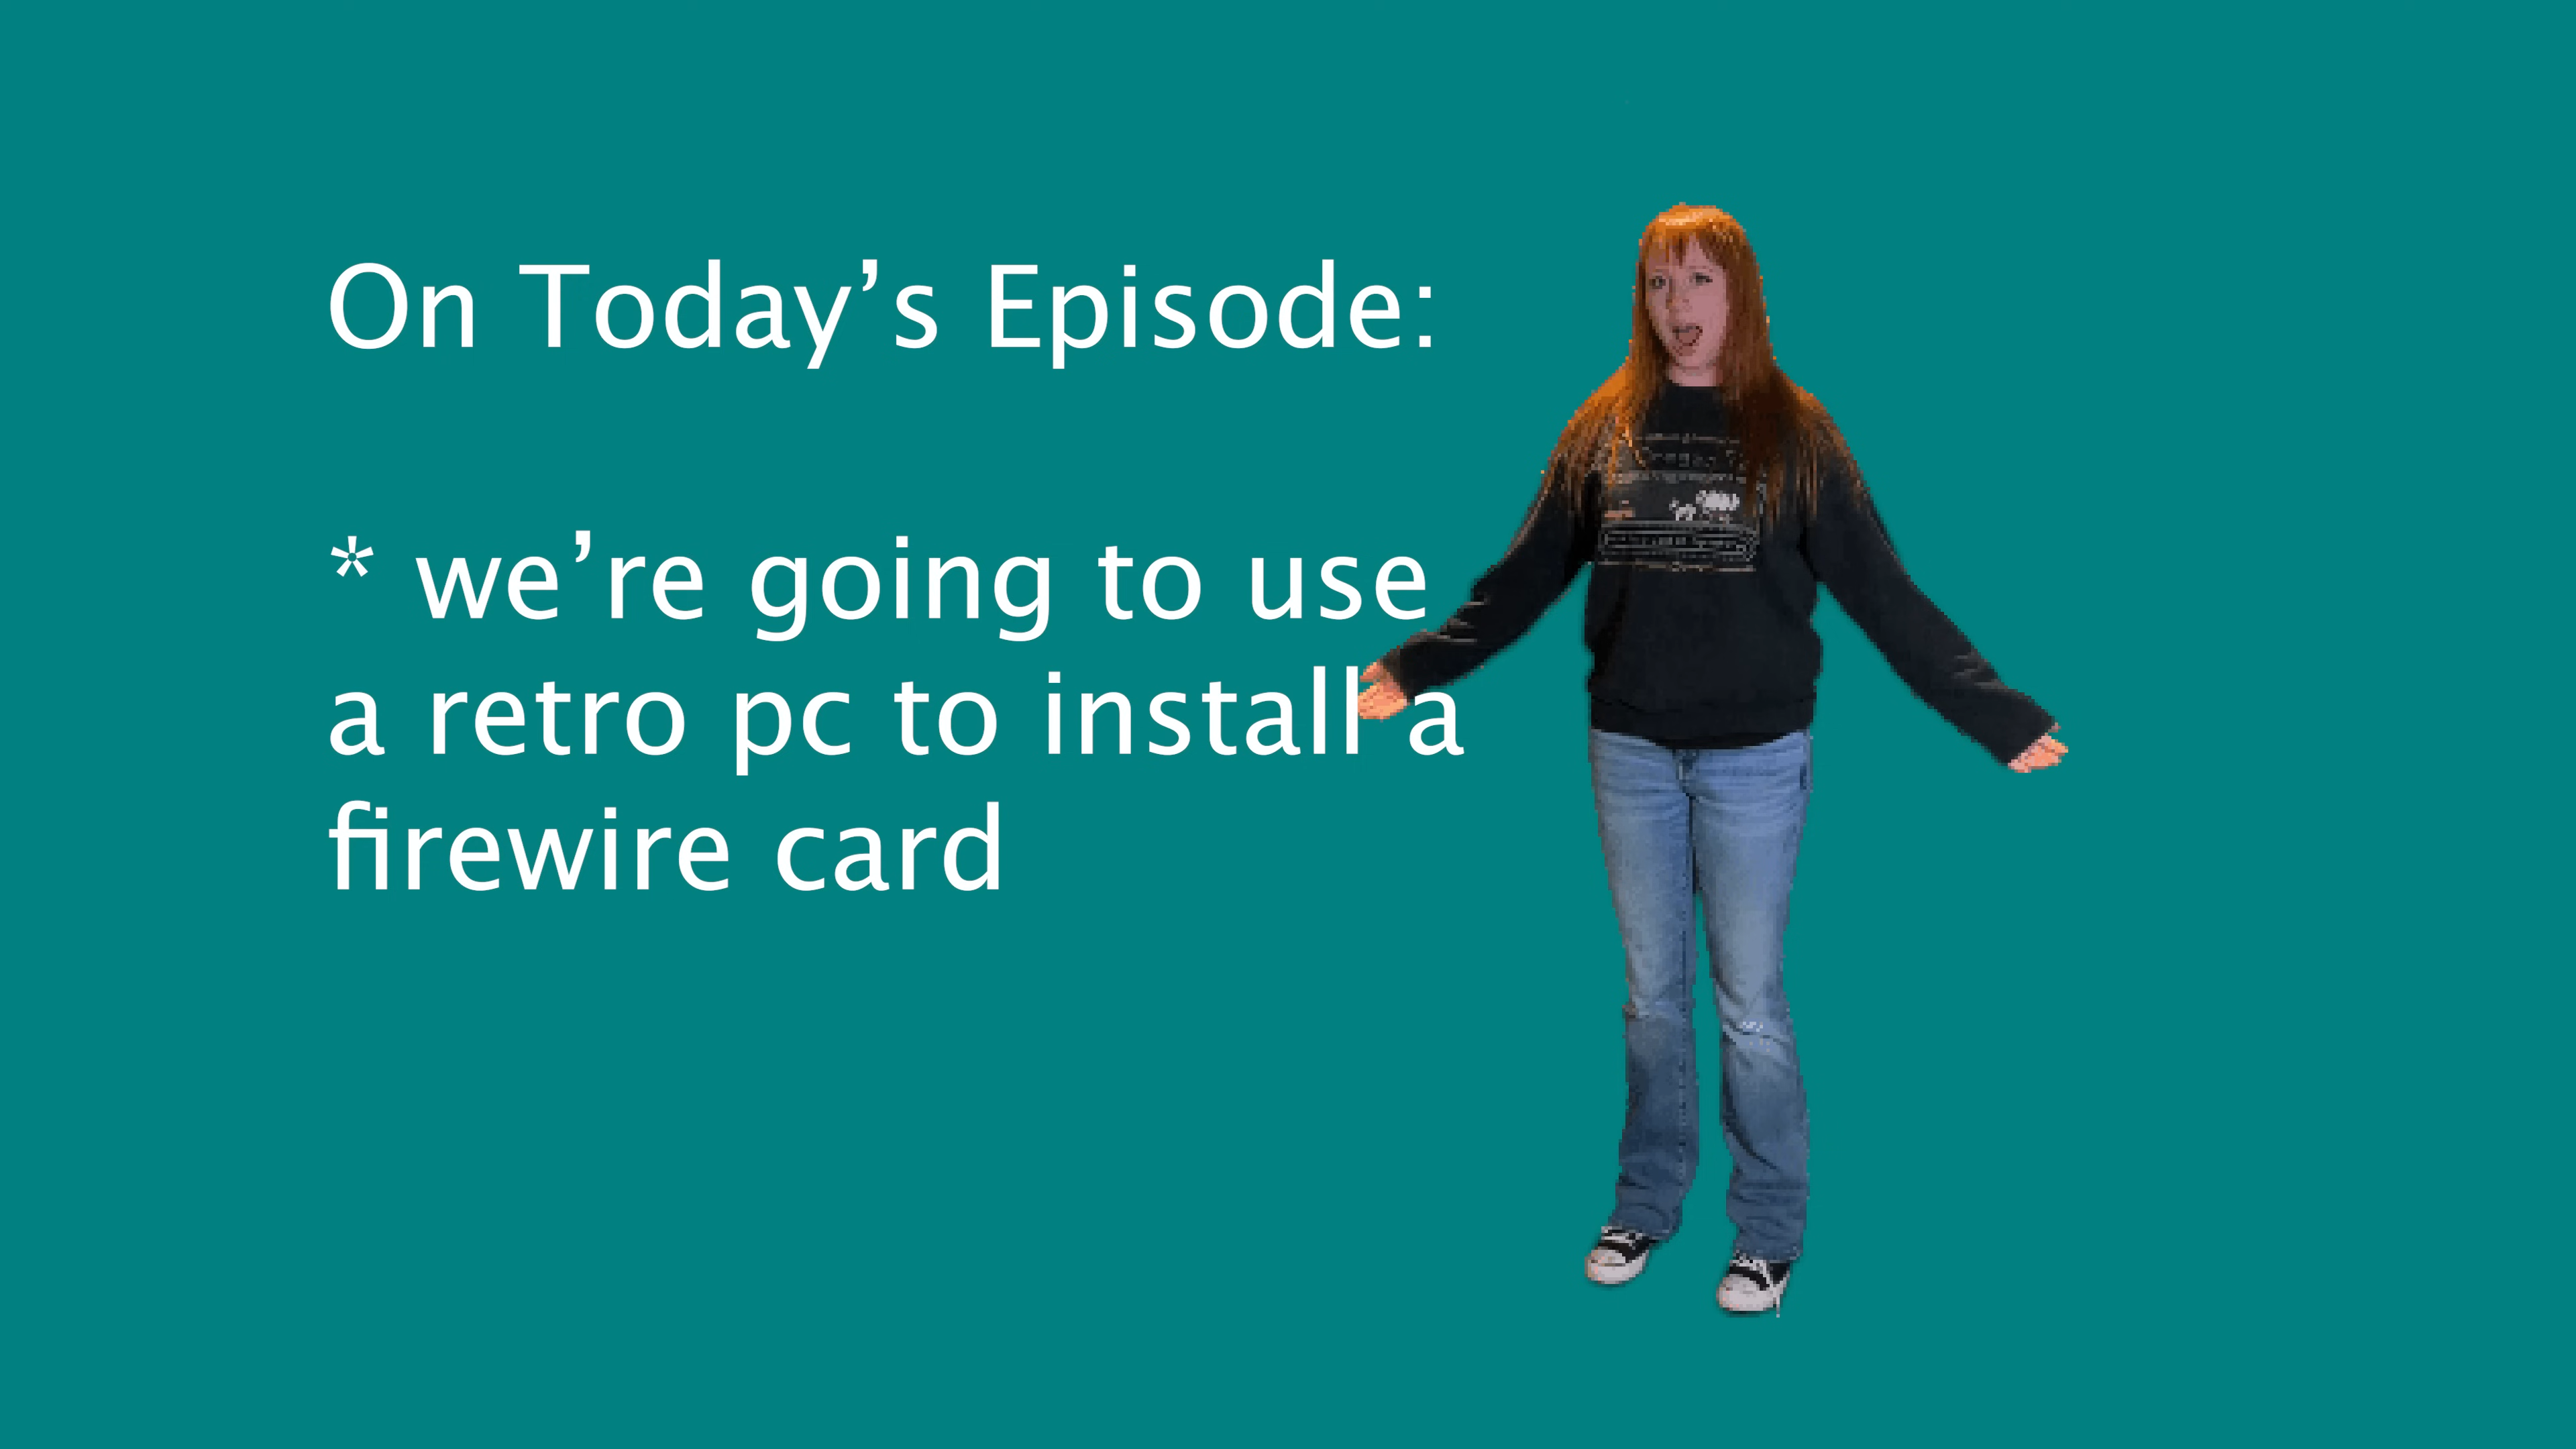 On Today’s Episode:
* we’re going to use
a retro pc to install a
firewire card